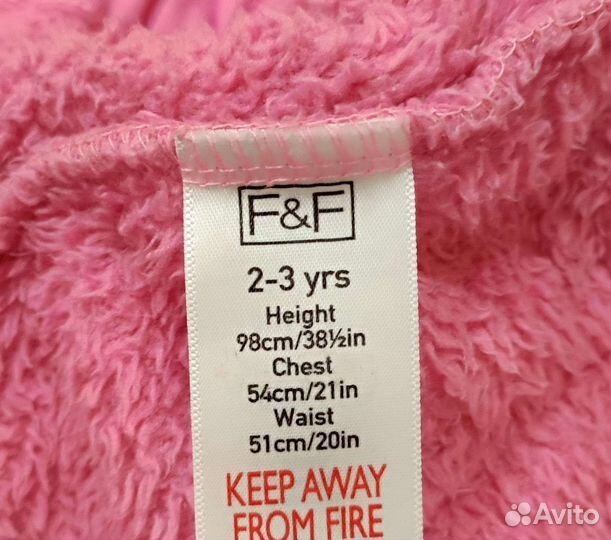 F&F
2-3 yrs
Height
98cm/38½in
Chest
54cm/21in
Waist
51cm/20in
KEEP AWAY
FROM FIRE
Avito